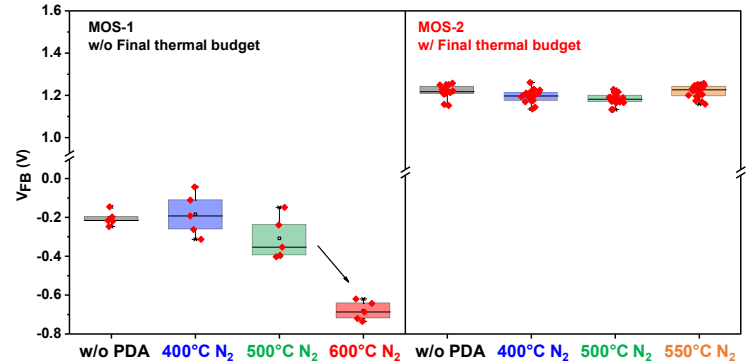 MOS-1
w/o Final thermal budget
MOS-2
w/ Final thermal budget
V_FB (V)
1.6
1.4
1.2
1.0
0.0
-0.2
-0.4
-0.6
-0.8
w/o PDA 400°C N₂ 500°C N₂ 600°C N₂ w/o PDA 400°C N₂ 500°C N₂ 550°C N₂